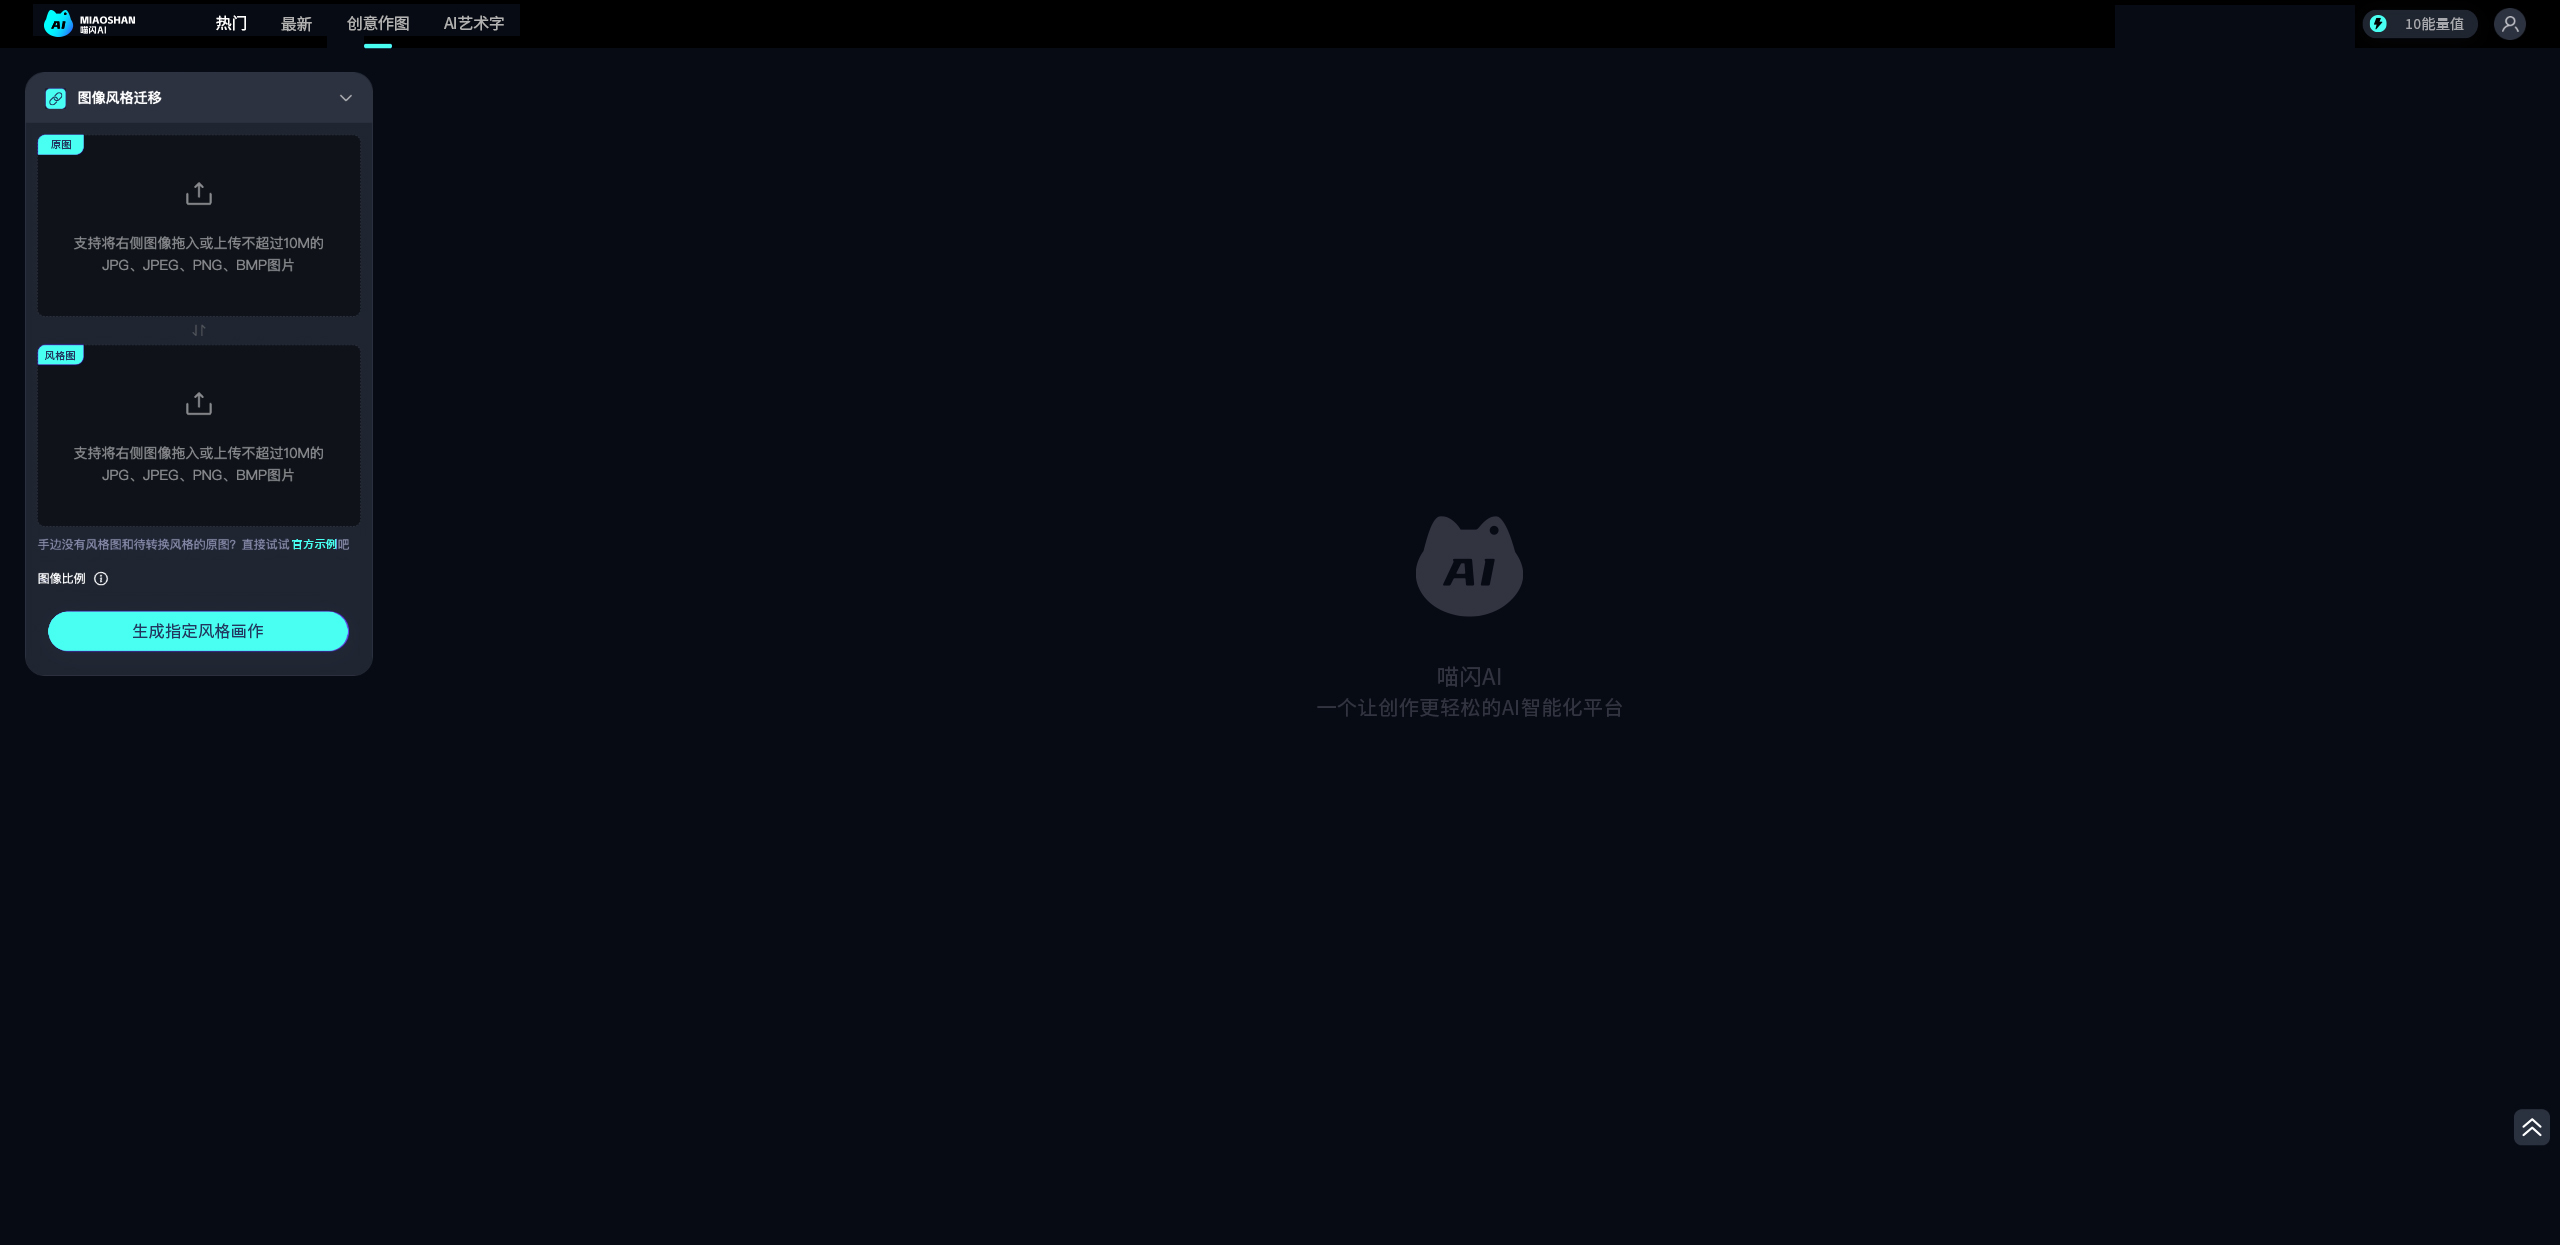 AI MIAOSHAN
喵闪AI
热门
最新
创意作图
AI艺术字
10能量值
图像风格迁移
原图
支持将右侧图像拖入或上传不超过10M的
JPG、JPEG、PNG、BMP图片
风格图
支持将右侧图像拖入或上传不超过10M的
JPG、JPEG、PNG、BMP图片
手边没有风格图和待转换风格的原图？直接试试官方示例吧
图像比例
生成指定风格画作
AI
喵闪AI
一个让创作更轻松的AI智能化平台